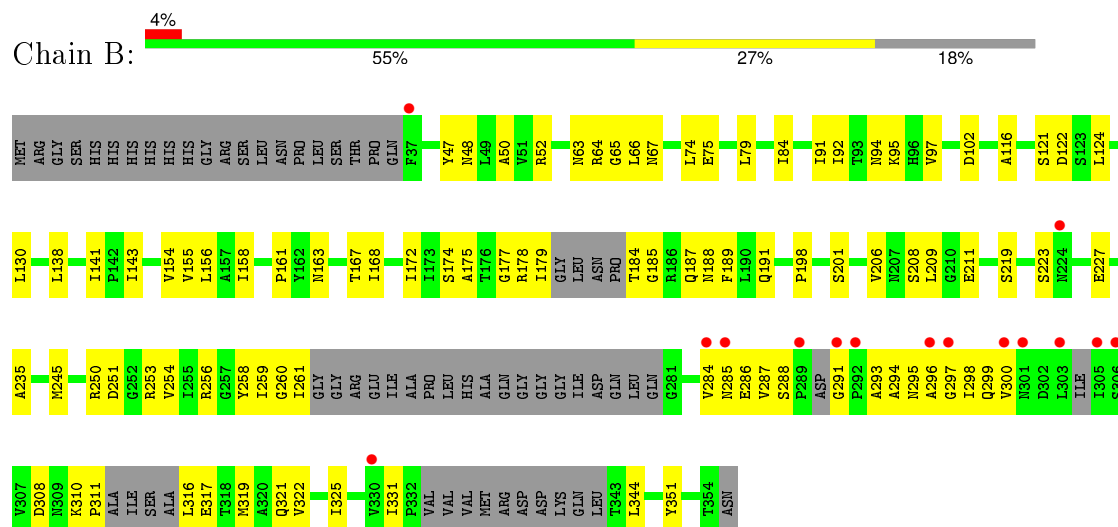 4%
Chain B:
55% 27% 18%
MET ARG GLY SER HIS HIS HIS HIS HIS HIS GLY ARG SER LEU ASN PRO LEU SER THR PRO GLN F37 Y47 N48 L49 A50 V51 R52 N63 R64 G65 L66 N67 L74 E75 L79 I84 I91 I92 T93 N94 K95 H96 V97 D102 A116 S121 D122 S123 L124
L130 L138 I141 P142 I143 V154 V155 L156 A157 I158 P161 Y162 N163 T167 I168 I172 I173 S174 A175 T176 G177 R178 I179 GLY LEU ASN PRO T184 G185 R186 Q187 N188 F189 L190 Q191 P198 S201 V206 N207 S208 L209 G210 E211 S219 S223 N224 E227
A235 M245 R250 D251 G252 R253 V254 I255 R256 G257 Y258 I259 G260 I261 GLY GLY ARG GLU ILE ALA PRO LEU HIS ALA GLN GLY GLY GLY ILE ASP GLN LEU GLN G281 V284 N285 E286 V287 S288 P289 ASP G291 P292 A293 A294 N295 A296 G297 I298 Q299 V300 N301 D302 L303 ILE I305 S306
V307 D308 N309 K310 P311 ALA ILE SER ALA L316 E317 T318 M319 A320 Q321 V322 I325 V330 I331 P332 VAL VAL VAL MET ARG ASP ASP LYS GLN LEU T343 L344 Y351 T354 ASN